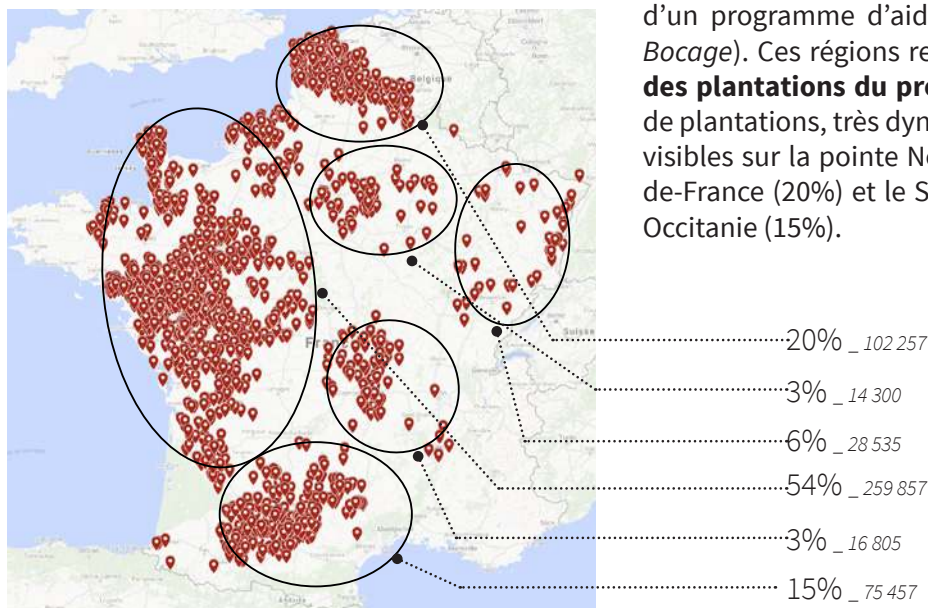 d'un programme d'aid
Bocage). Ces régions re
des plantations du pro
de plantations, très dyn
visibles sur la pointe No
de-France (20%) et le S
Occitanie (15%).
Belgique
Suisse
20% _ 102 257
3% _ 14 300
6% _ 28 535
54% _ 259 857
3% _ 16 805
15% _ 75 457